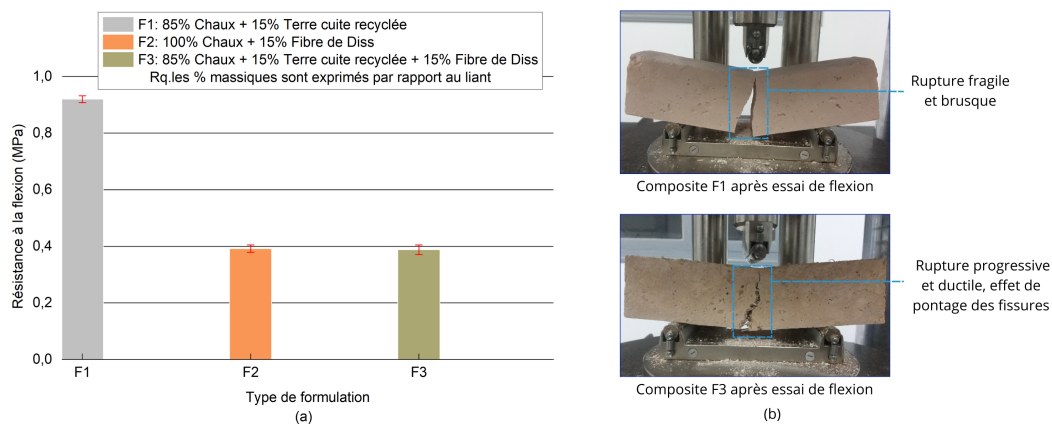 F1: 85% Chaux + 15% Terre cuite recyclée
F2: 100% Chaux + 15% Fibre de Diss
F3: 85% Chaux + 15% Terre cuite recyclée + 15% Fibre de Diss
Rq.les % massiques sont exprimés par rapport au liant
Résistance à la flexion (MPa)
1,0
0,8
0,6
0,4
0,2
0,0
F1
F2
F3
Type de formulation
(a)
Rupture fragile
et brusque
Composite F1 après essai de flexion
Rupture progressive
et ductile, effet de
pontage des fissures
Composite F3 après essai de flexion
(b)